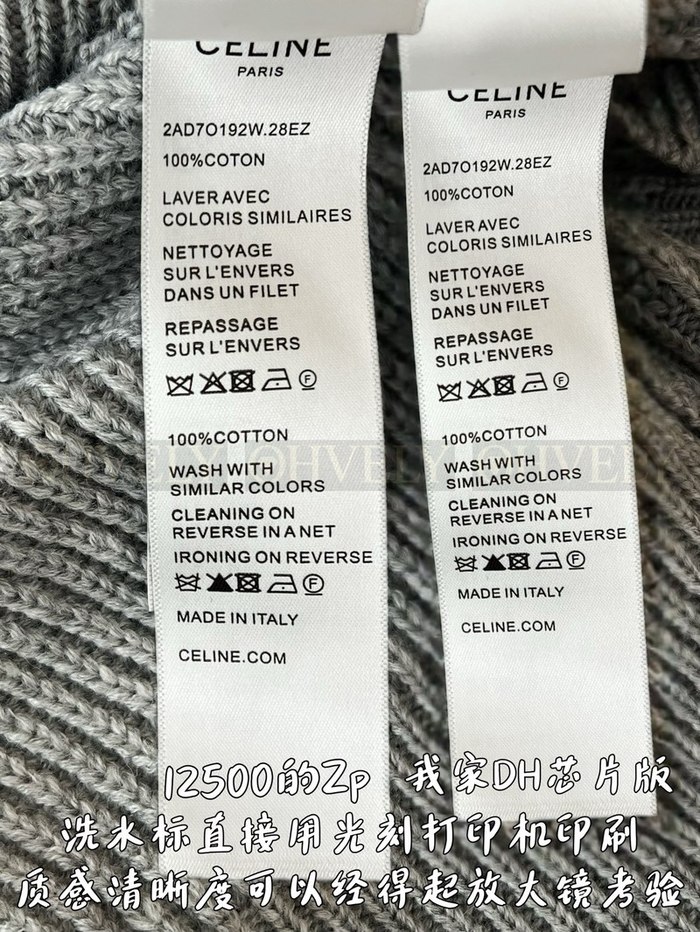 CELINE
PARIS
2AD7O192W.28EZ
100%COTON
LAVER AVEC
COLORIS SIMILAIRES
NETTOYAGE
SUR L'ENVERS
DANS UN FILET
REPASSAGE
SUR L'ENVERS
100%COTTON
WASH WITH
SIMILAR COLORS
CLEANING ON
REVERSE IN A NET
IRONING ON REVERSE
MADE IN ITALY
CELINE.COM
CELINE
PARIS
2AD7O192W.28EZ
100%COTON
LAVER AVEC
COLORIS SIMILAIRES
NETTOYAGE
SUR L'ENVERS
DANS UN FILET
REPASSAGE
SUR L'ENVERS
100%COTTON
WASH WITH
SIMILAR COLORS
CLEANING ON
REVERSE IN A NET
IRONING ON REVERSE
MADE IN ITALY
CELINE.COM
12500的Zp 我家DH芯片版
洗水标直接用光刻打印机印刷
质感清晰度可以经得起放大镜考验